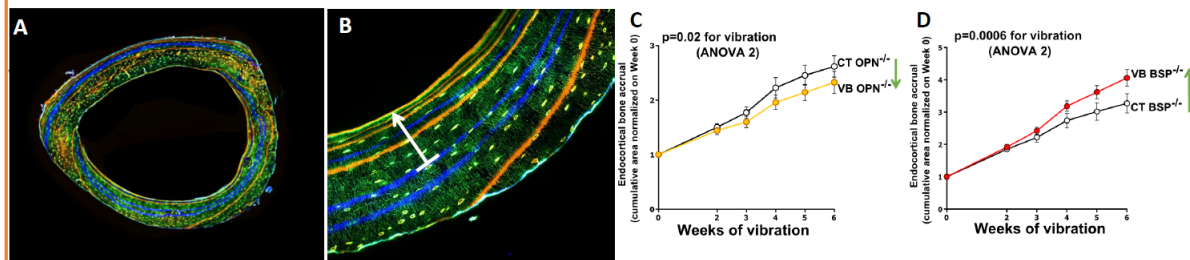 A
B
C
p=0.02 for vibration
(ANOVA 2)
Endocortical bone accrual
(cumulative area normalized on Week 0)
3
2
1
0
CT OPN-/-
VB OPN-/-
0 2 3 4 5 6
Weeks of vibration
D
p=0.0006 for vibration
(ANOVA 2)
Endocortical bone accrual
(cumulative area normalized on Week 0)
5
4
3
2
1
0
VB BSP-/-
CT BSP-/-
0 2 3 4 5 6
Weeks of vibration